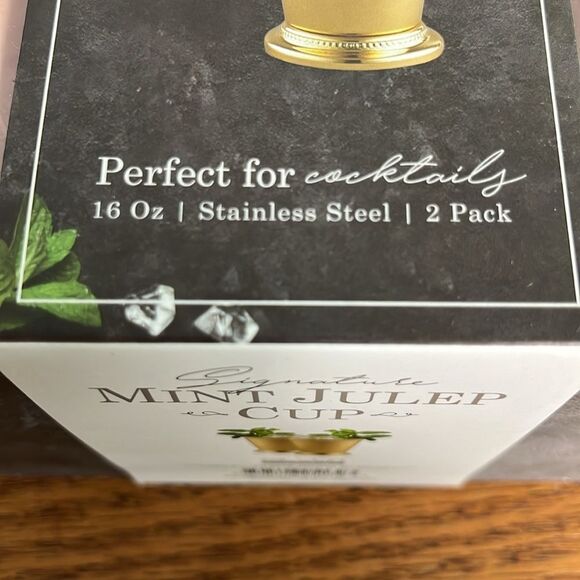 Perfect for cocktails
16 Oz | Stainless Steel | 2 Pack
Signature
MINT JULEP
CUP